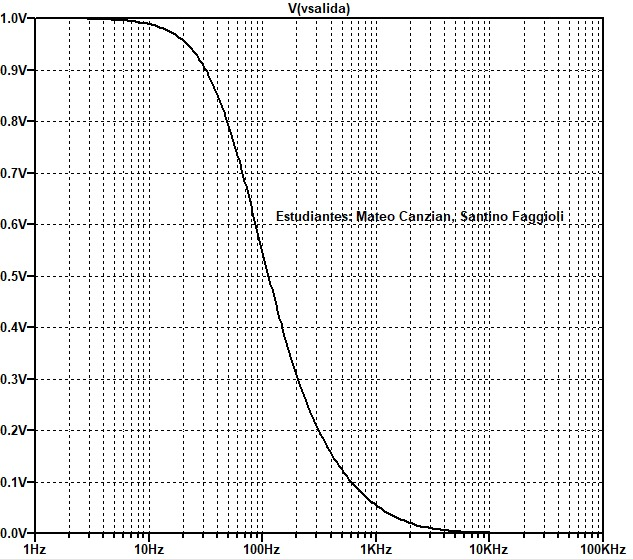 V(vsalida)
1.0V
0.9V
0.8V
0.7V
0.6V
Estudiantes: Mateo Canzian, Santino Faggioli
0.5V
0.4V
0.3V
0.2V
0.1V
0.0V
1Hz 10Hz 100Hz 1KHz 10KHz 100KHz